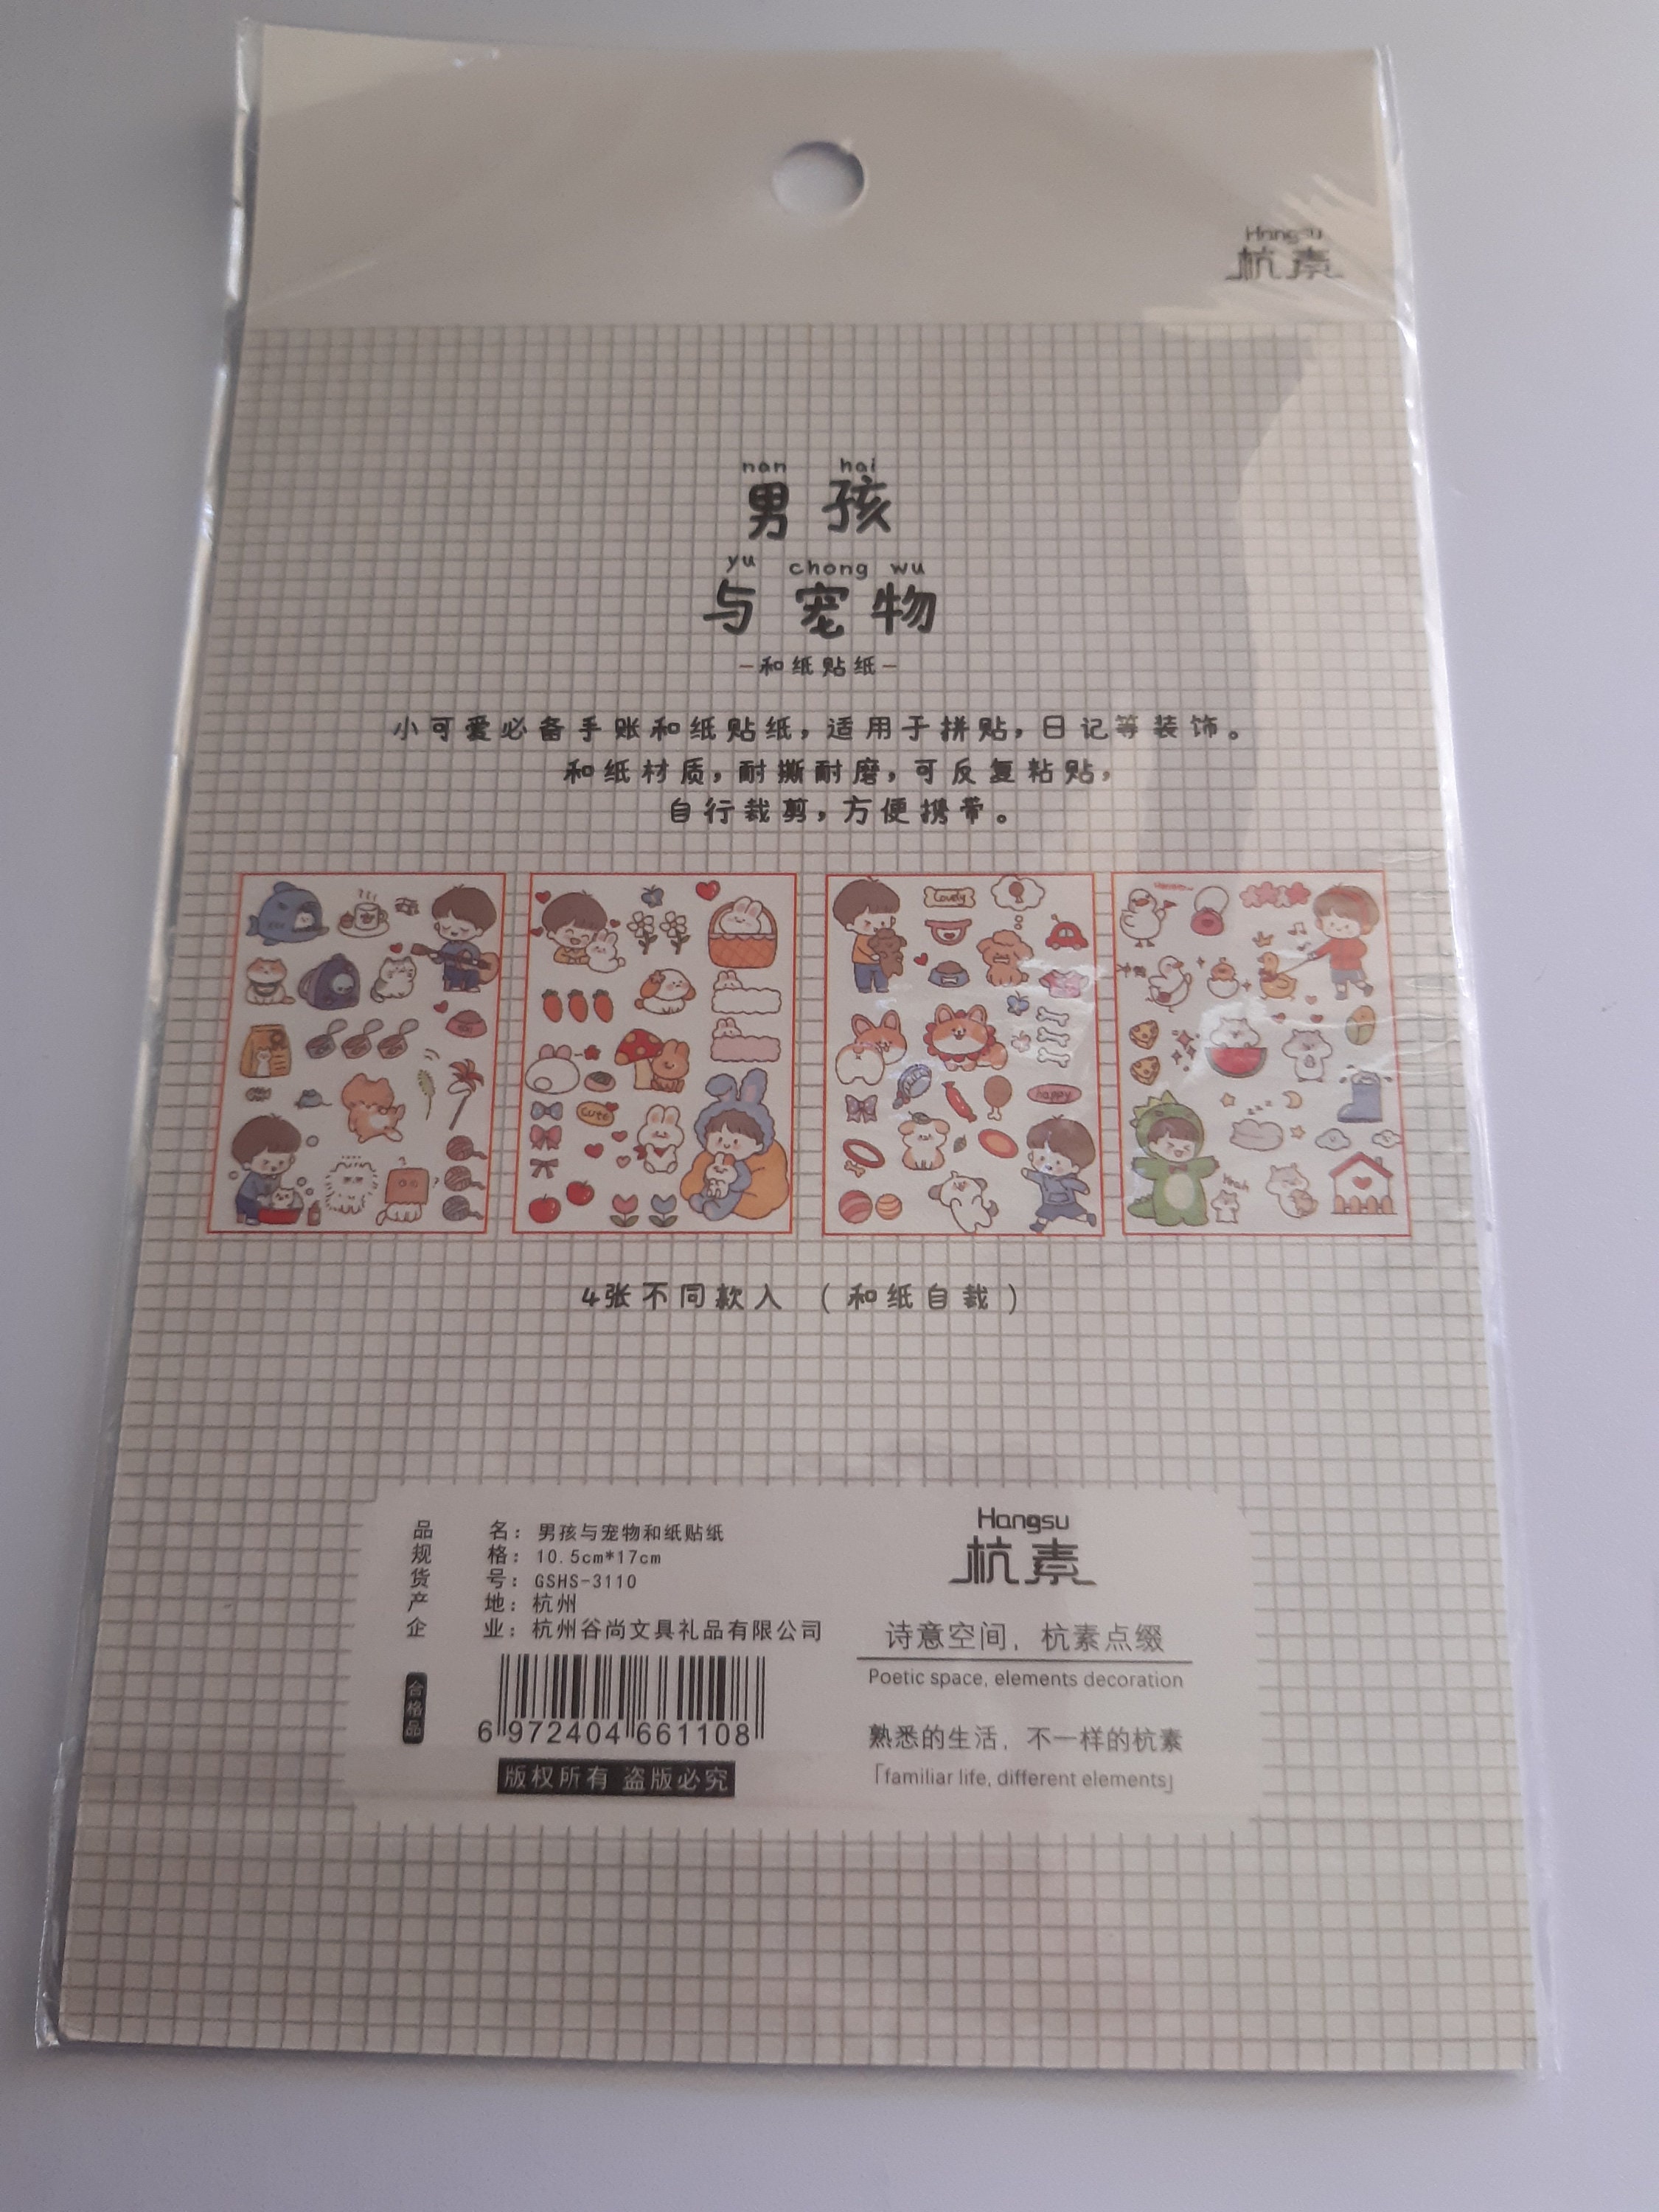 Hangsu
杭素
nan hai
男孩
yu chong wu
与宠物
-和纸贴纸-
小可爱必备手账和纸贴纸，适用于拼贴，日记等装饰。
和纸材质，耐撕耐磨，可反复粘贴，
自行裁剪，方便携带。
Lovely
cute
happy
Yeah
4张不同款入 (和纸自裁)
品 名：男孩与宠物和纸贴纸
规 格：10.5cm*17cm
货 号：GSHS-3110
产 地：杭州
企 业：杭州谷尚文具礼品有限公司
合格品
6 972404 661108
版权所有 盗版必究
Hangsu
杭素
诗意空间，杭素点缀
Poetic space, elements decoration
熟悉的生活，不一样的杭素
「familiar life, different elements」